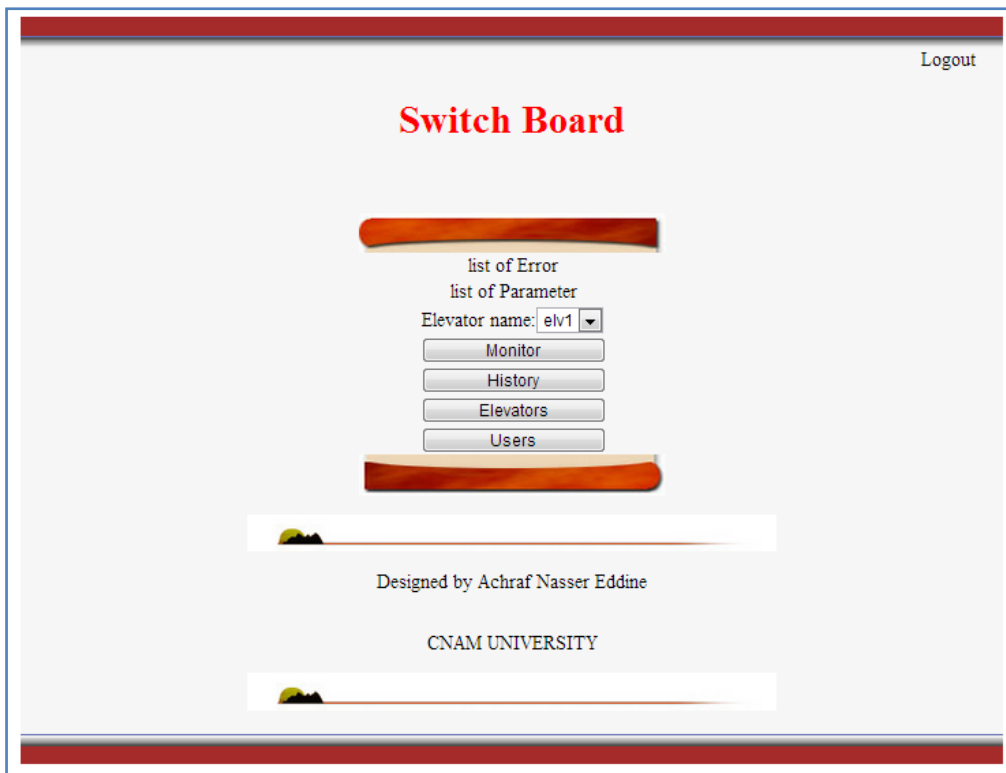 Logout
Switch Board
list of Error
list of Parameter
Elevator name: elv1
Monitor
History
Elevators
Users
Designed by Achraf Nasser Eddine
CNAM UNIVERSITY